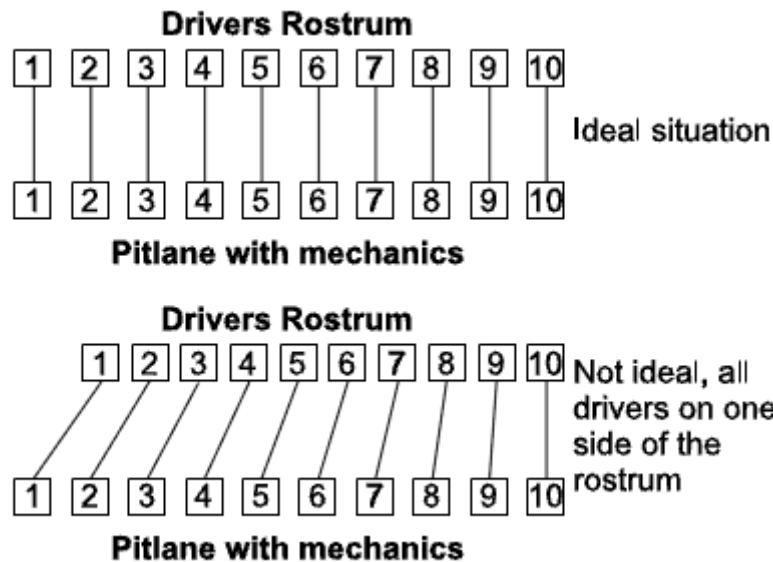 Drivers Rostrum
1 2 3 4 5 6 7 8 9 10
Ideal situation
1 2 3 4 5 6 7 8 9 10
Pitlane with mechanics
Drivers Rostrum
1 2 3 4 5 6 7 8 9 10
Not ideal, all
drivers on one
side of the
rostrum
1 2 3 4 5 6 7 8 9 10
Pitlane with mechanics